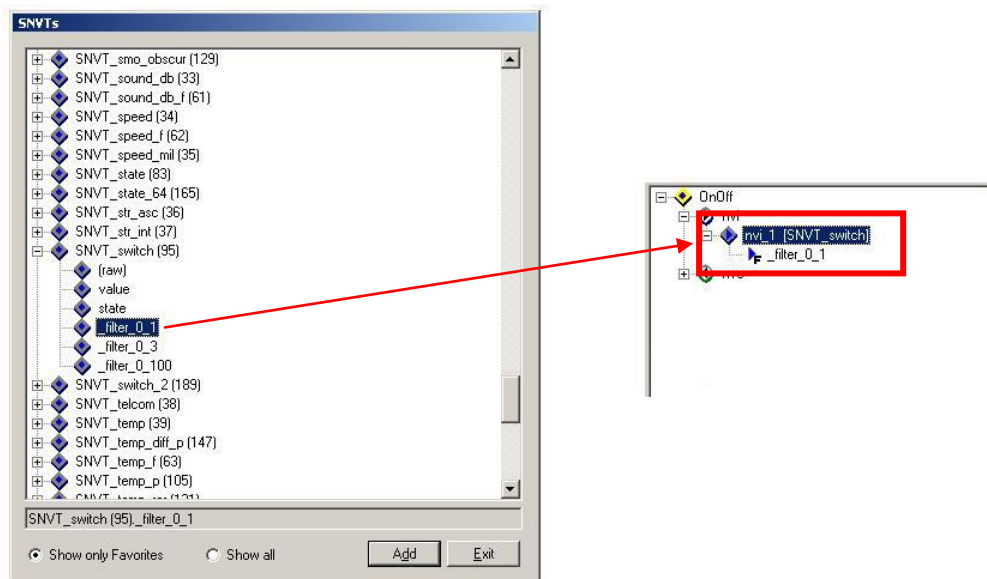 SNVTs
SNVT_smo_obscur (129)
SNVT_sound_db (33)
SNVT_sound_db_f (61)
SNVT_speed (34)
SNVT_speed_f (62)
SNVT_speed_mil (35)
SNVT_state (83)
SNVT_state_64 (165)
SNVT_str_asc (36)
SNVT_str_int (37)
SNVT_switch (95)
(raw)
value
state
_filter_0_1
_filter_0_3
_filter_0_100
SNVT_switch_2 (189)
SNVT_telcom (38)
SNVT_temp (39)
SNVT_temp_diff_p (147)
SNVT_temp_f (63)
SNVT_temp_p (105)
SNVT_switch (95)._filter_0_1
Show only Favorites
Show all
Add
Exit
OnOff
nvi
nvi_1 [SNVT_switch]
_filter_0_1